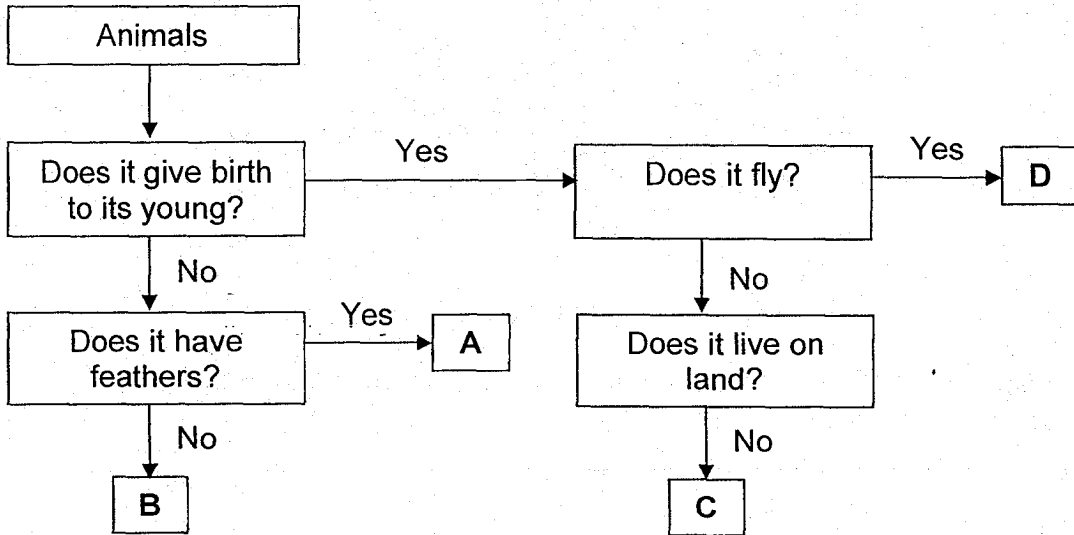 Animals
Does it give birth
to its young?
Yes
Does it fly?
Yes
D
No
No
Does it have
feathers?
Yes
A
Does it live on
land?
No
No
B
C